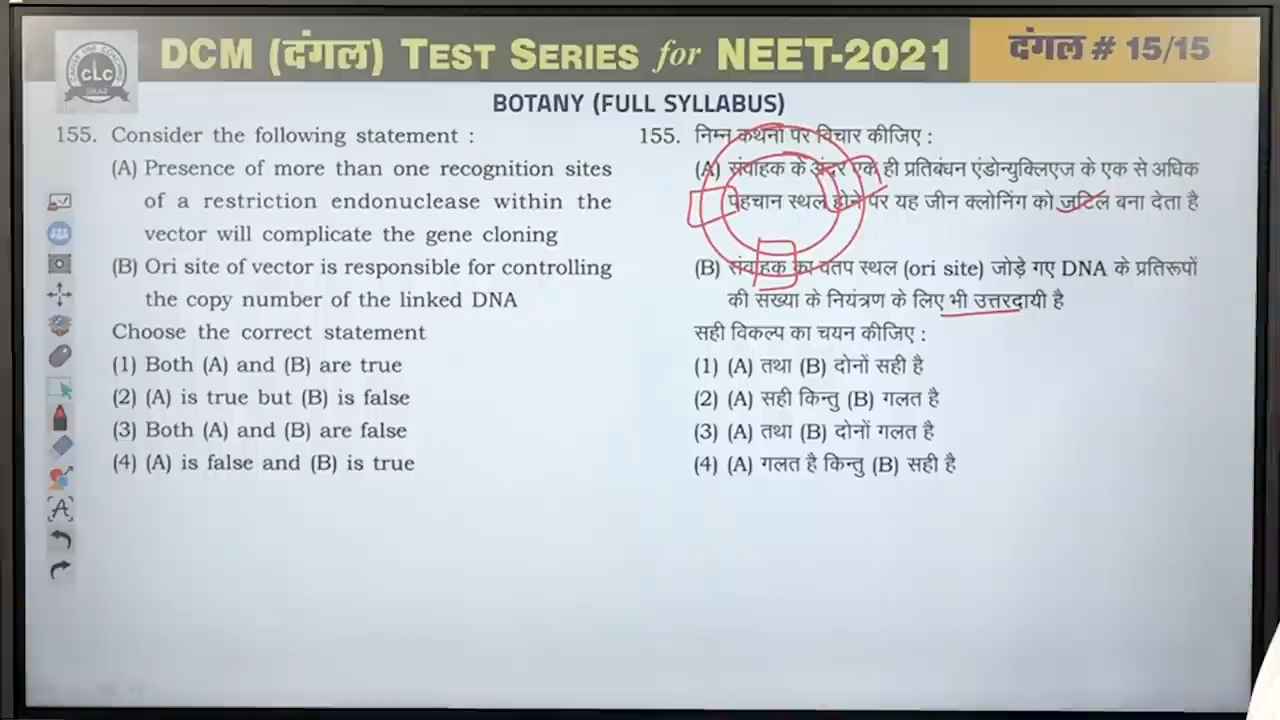 DCM (दंगल) TEST SERIES for NEET-2021
दंगल # 15/15
CLC
BOTANY (FULL SYLLABUS)
155. Consider the following statement :
(A) Presence of more than one recognition sites
of a restriction endonuclease within the
vector will complicate the gene cloning
(B) Ori site of vector is responsible for controlling
the copy number of the linked DNA
Choose the correct statement
(1) Both (A) and (B) are true
(2) (A) is true but (B) is false
(3) Both (A) and (B) are false
(4) (A) is false and (B) is true
155. निम्न कथनों पर विचार कीजिए :
(A) संवाहक के अंदर एक ही प्रतिबंधन एंडोन्युक्लिएज के एक से अधिक
पहचान स्थल होने पर यह जीन क्लोनिंग को जटिल बना देता है
(B) संवाहक का स्थल (ori site) जोड़े गए DNA के प्रतिरूपों
की संख्या के नियंत्रण के लिए भी उत्तरदायी है
सही विकल्प का चयन कीजिए :
(1) (A) तथा (B) दोनों सही है
(2) (A) सही किन्तु (B) गलत है
(3) (A) तथा (B) दोनों गलत है
(4) (A) गलत है किन्तु (B) सही है